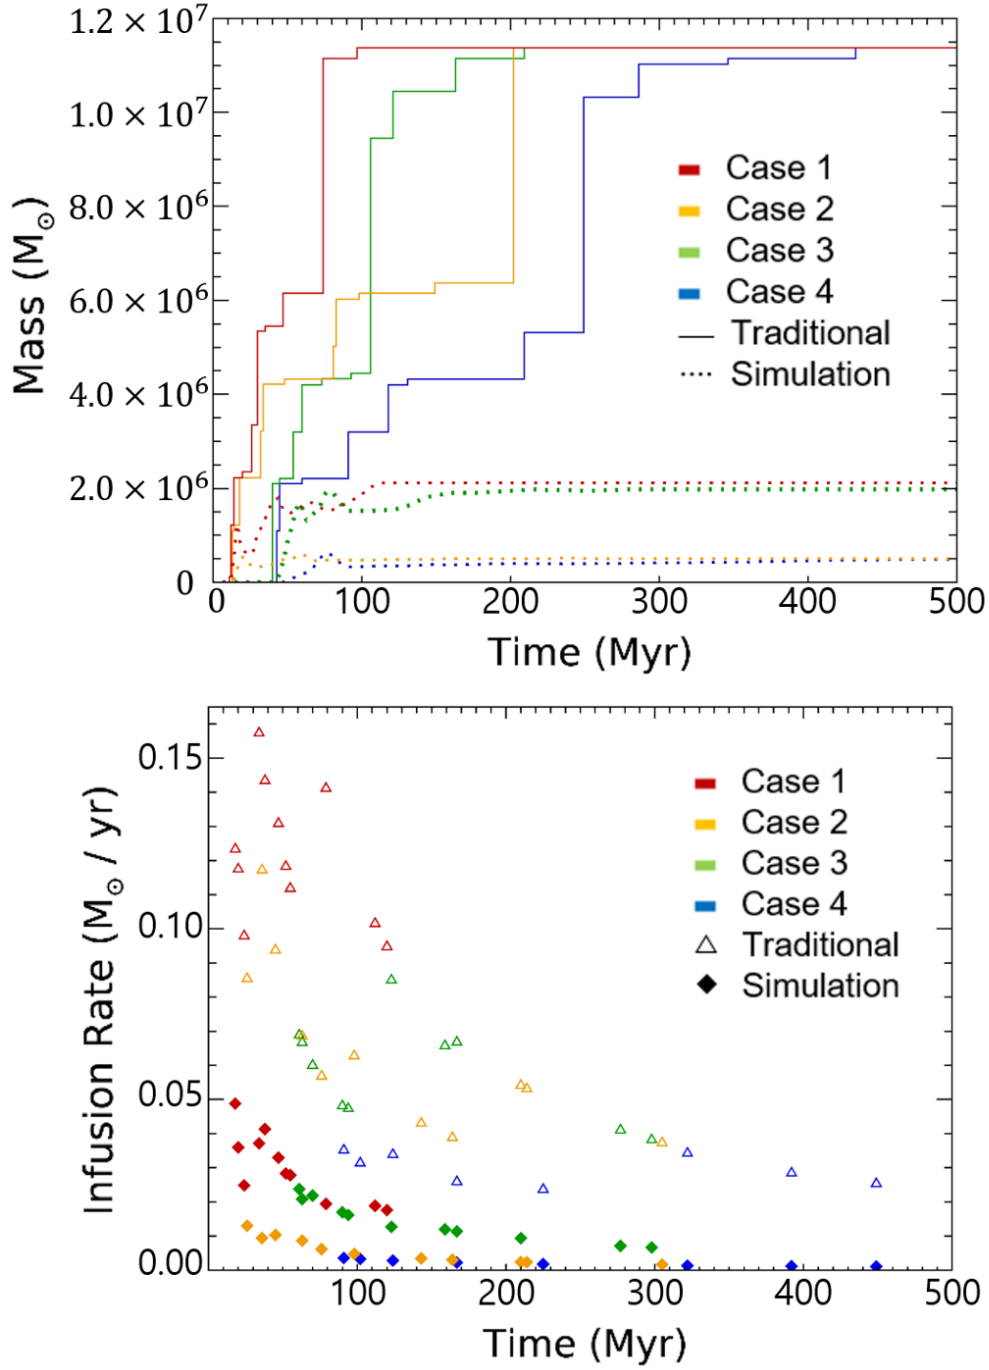 1.2 × 10⁷
1.0 × 10⁷
8.0 × 10⁶
6.0 × 10⁶
4.0 × 10⁶
2.0 × 10⁶
0
Mass (M☉)
Case 1
Case 2
Case 3
Case 4
Traditional
Simulation
0 100 200 300 400 500
Time (Myr)
0.15
0.10
0.05
0.00
Infusion Rate (M☉ / yr)
Case 1
Case 2
Case 3
Case 4
Traditional
Simulation
100 200 300 400 500
Time (Myr)